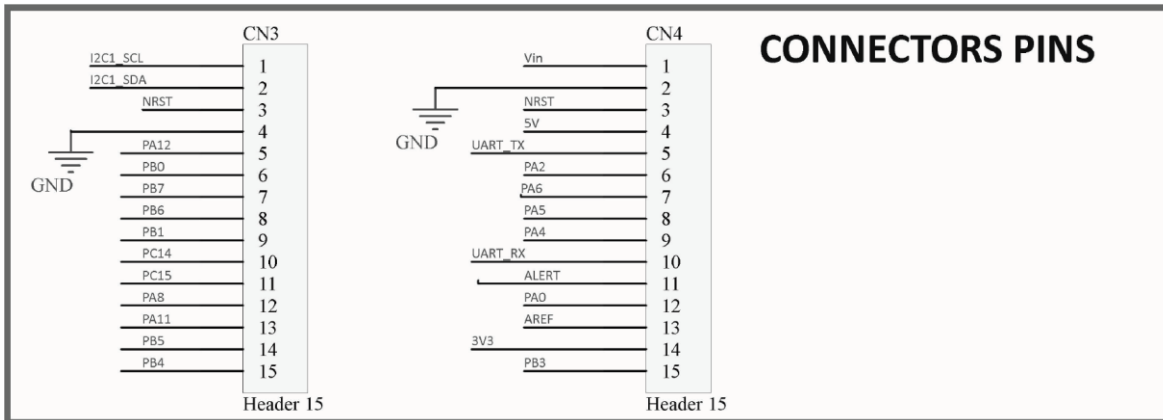 CONNECTORS PINS
CN3
I2C1_SCL 1
I2C1_SDA 2
NRST 3
4
GND
PA12 5
PB0 6
PB7 7
PB6 8
PB1 9
PC14 10
PC15 11
PA8 12
PA11 13
PB5 14
PB4 15
Header 15
CN4
Vin 1
2
GND
NRST 3
5V 4
UART_TX 5
PA2 6
PA6 7
PA5 8
PA4 9
UART_RX 10
ALERT 11
PA0 12
AREF 13
3V3 14
PB3 15
Header 15